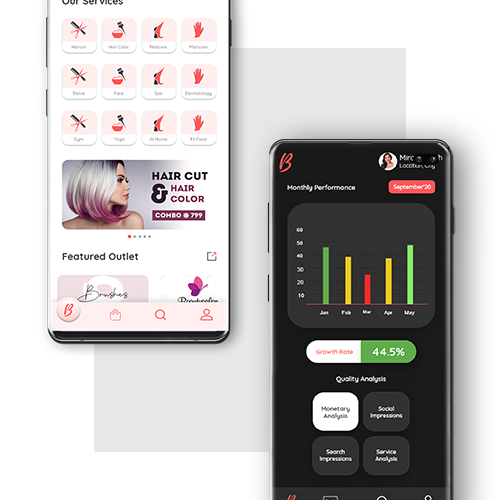 Our Services
Haircut
Hair Color
Pedicure
Manicure
Shave
Face
Spa
Dermatology
Gym
Yoga
At Home
Fit Food
HAIR CUT
& HAIR
COLOR
COMBO @ 799
Featured Outlet
Brushes
B
B
Location, City
Monthly Performance
September'20
60
50
40
30
20
10
Jan
Feb
Mar
Apr
May
Growth Rate
44.5%
Quality Analysis
Monetary
Analysis
Social
Impressions
Search
Impressions
Service
Analysis
B